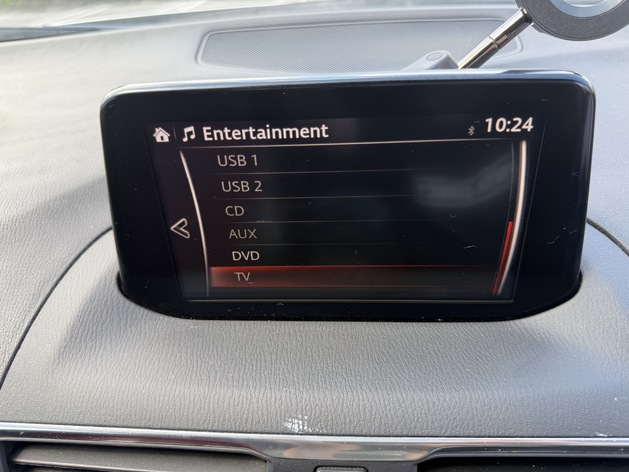 Entertainment 10:24
USB 1
USB 2
CD
AUX
DVD
TV